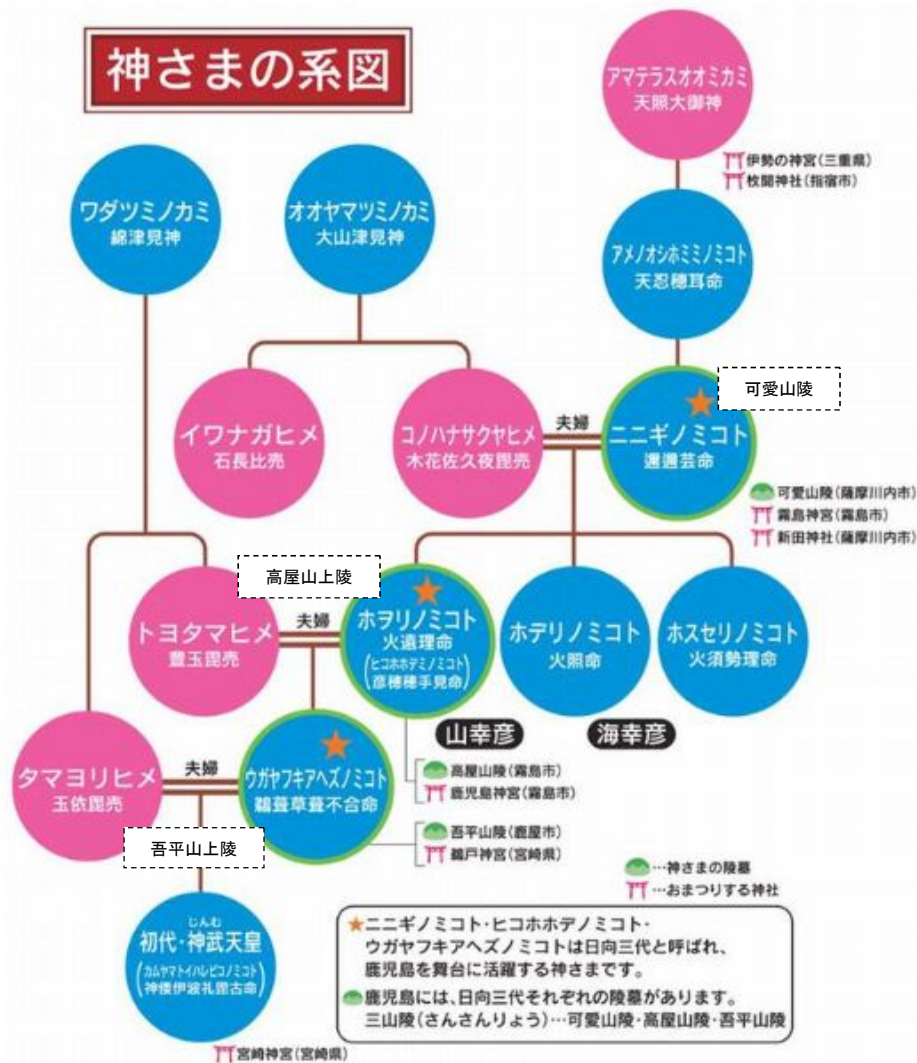 神さまの系図
アマテラスオオミカミ
天照大御神
伊勢の神宮(三重県)
枚聞神社(指宿市)
ワダツミノカミ
綿津見神
オオヤマツミノカミ
大山津見神
アメノオシホミミノミコト
天忍穂耳命
可愛山陵
イワナガヒメ
石長比売
コノハナサクヤヒメ
木花佐久夜毘売
夫婦
ニニギノミコト
邇邇芸命
可愛山陵(薩摩川内市)
霧島神宮(霧島市)
新田神社(薩摩川内市)
高屋山上陵
トヨタマヒメ
豊玉毘売
夫婦
ホヲリノミコト
火遠理命
(ヒコホホデミノミコト
彦穂穂手見命)
ホデリノミコト
火照命
ホスセリノミコト
火須勢理命
山幸彦
海幸彦
タマヨリヒメ
玉依毘売
夫婦
ウガヤフキアヘズノミコト
鵜葺草葺不合命
高屋山陵(霧島市)
鹿児島神宮(霧島市)
吾平山陵(鹿屋市)
鵜戸神宮(宮崎県)
吾平山上陵
…神さまの陵墓
…おまつりする神社
じんむ
初代・神武天皇
(カムヤマトイハレビコノミコト
神倭伊波礼毘古命)
宮崎神宮(宮崎県)
★ニニギノミコト・ヒコホホデノミコト・
ウガヤフキアヘズノミコトは日向三代と呼ばれ、
鹿児島を舞台に活躍する神さまです。
鹿児島には、日向三代それぞれの陵墓があります。
三山陵(さんさんりょう)…可愛山陵・高屋山陵・吾平山陵